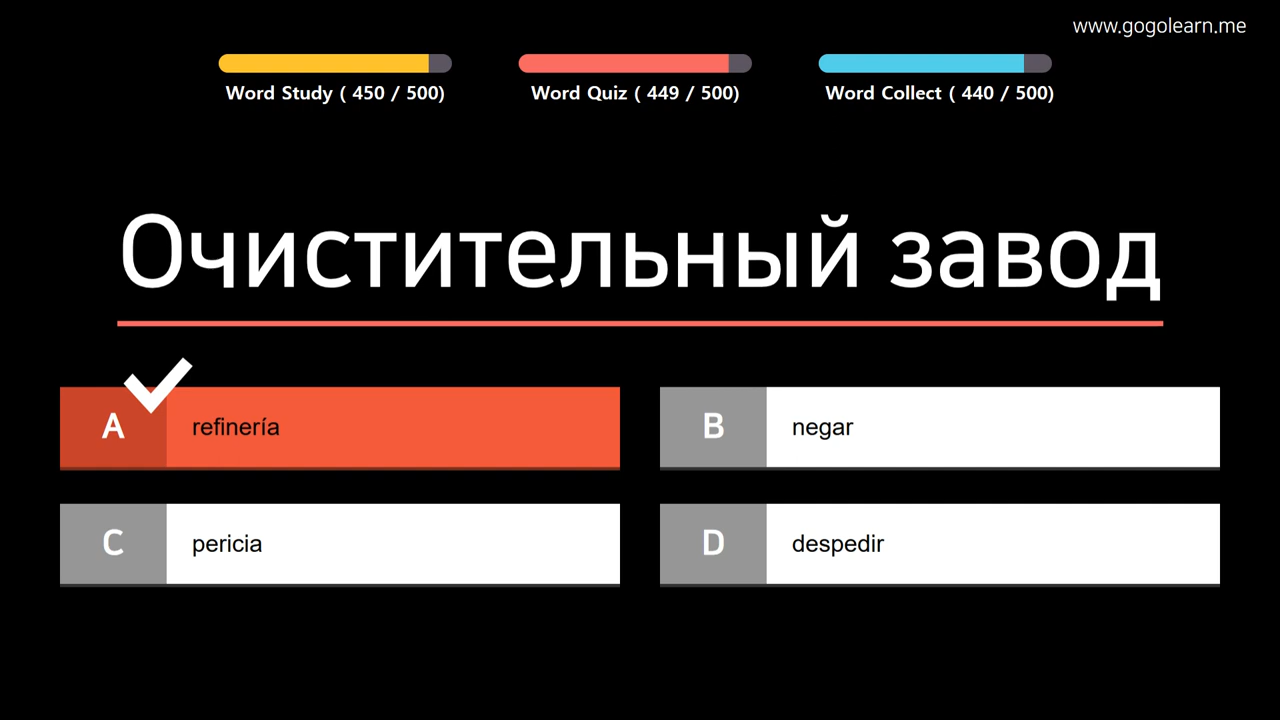 www.gogolearn.me
Word Study ( 450 / 500)
Word Quiz ( 449 / 500)
Word Collect ( 440 / 500)
Очистительный завод
A refinería
B negar
C pericia
D despedir